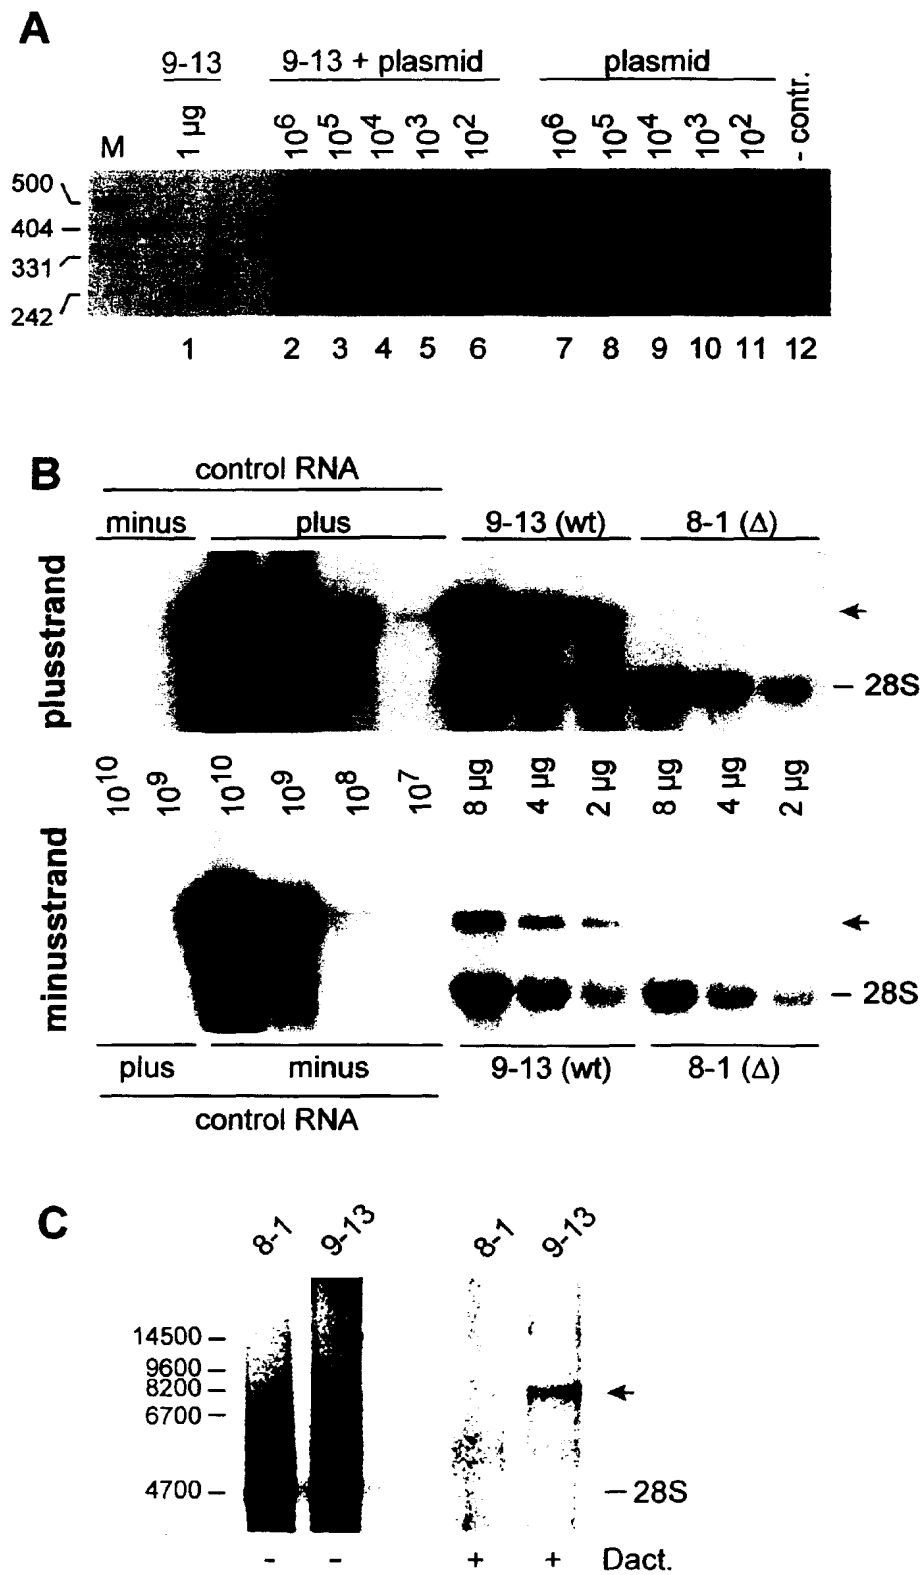 A
9-13 9-13 + plasmid plasmid
M 1 µg 10⁶ 10⁵ 10⁴ 10³ 10² 10⁶ 10⁵ 10⁴ 10³ 10² - contr.
500
404
331
242
1 2 3 4 5 6 7 8 9 10 11 12
B
control RNA
minus plus 9-13 (wt) 8-1 (Δ)
plusstrand
28S
10¹⁰ 10⁹ 10¹⁰ 10⁹ 10⁸ 10⁷ 8 µg 4 µg 2 µg 8 µg 4 µg 2 µg
minusstrand
28S
plus minus 9-13 (wt) 8-1 (Δ)
control RNA
C
8-1 9-13 8-1 9-13
14500
9600
8200
6700
4700 28S
- - + + Dact.